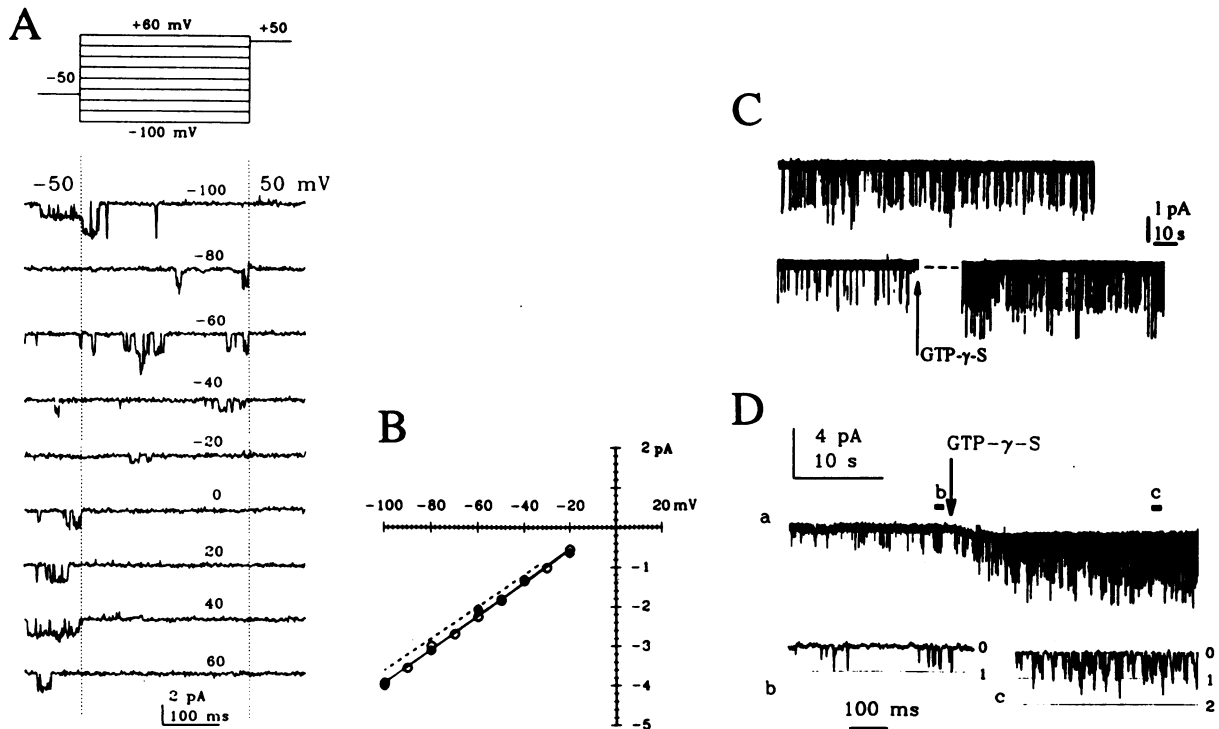 A
+60 mV
+50
-50
-100 mV
-50
-100
50 mV
-80
-60
-40
-20
0
20
40
60
2 pA
100 ms
B
2 pA
-100 -80 -60 -40 -20 20 mV
-1
-2
-3
-4
-5
C
1 pA
10 s
GTP-γ-S
D
4 pA
10 s
GTP-γ-S
b
c
a
0
1
b
100 ms
0
1
2
c